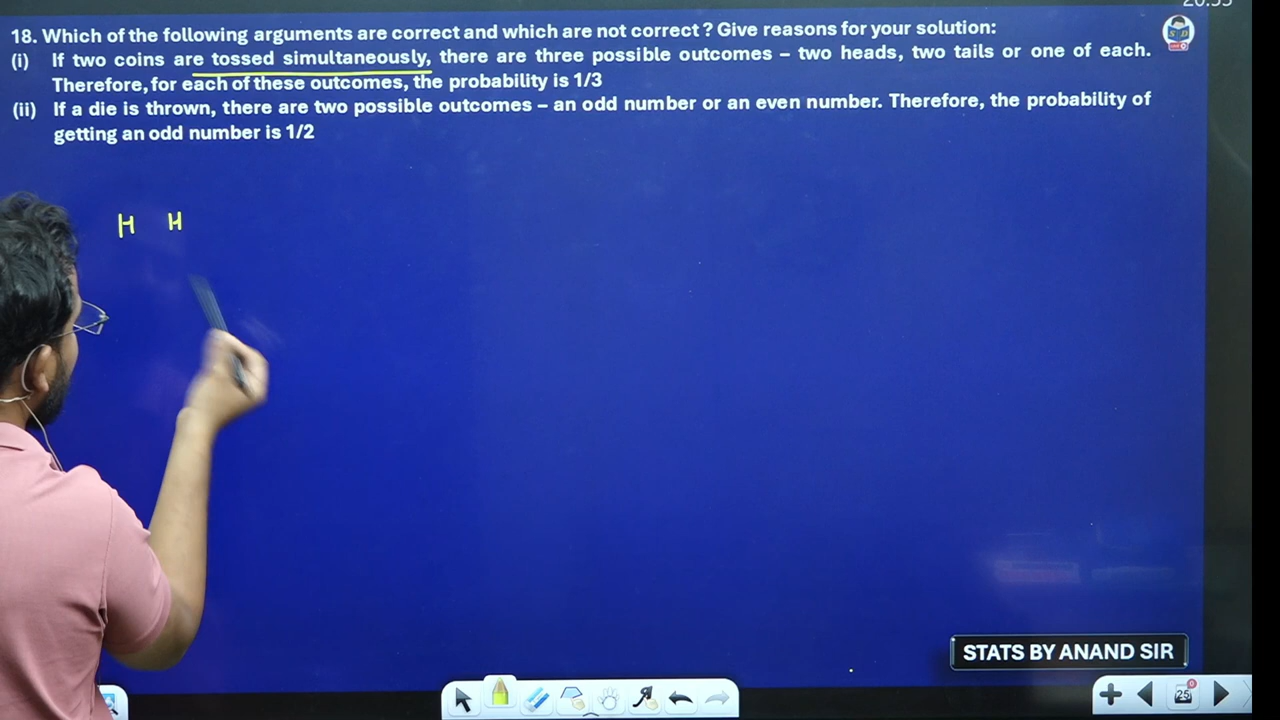 18. Which of the following arguments are correct and which are not correct ? Give reasons for your solution:
(i) If two coins are tossed simultaneously, there are three possible outcomes – two heads, two tails or one of each.
Therefore, for each of these outcomes, the probability is 1/3
(ii) If a die is thrown, there are two possible outcomes – an odd number or an even number. Therefore, the probability of
getting an odd number is 1/2
H H
STATS BY ANAND SIR
25